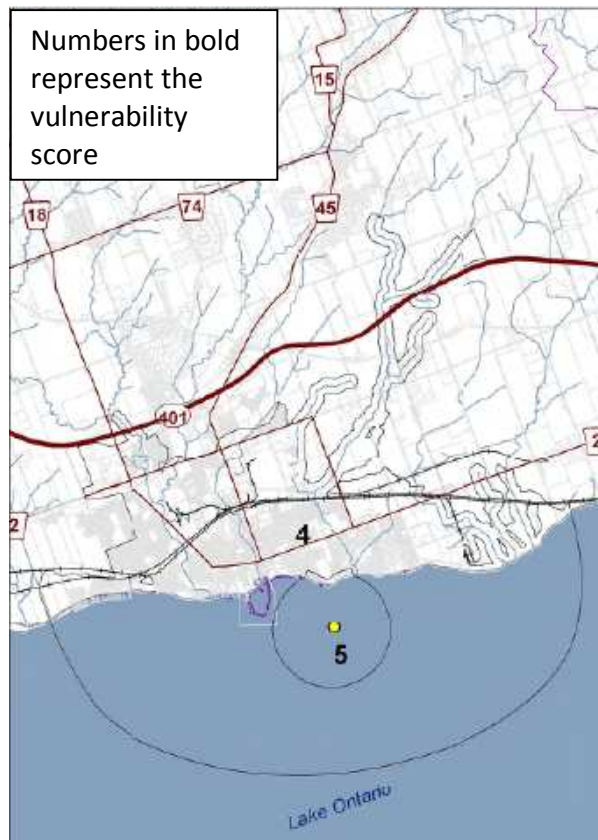 Numbers in bold
represent the
vulnerability
score
15
18
74
45
401
2
2
4
5
Lake Ontario